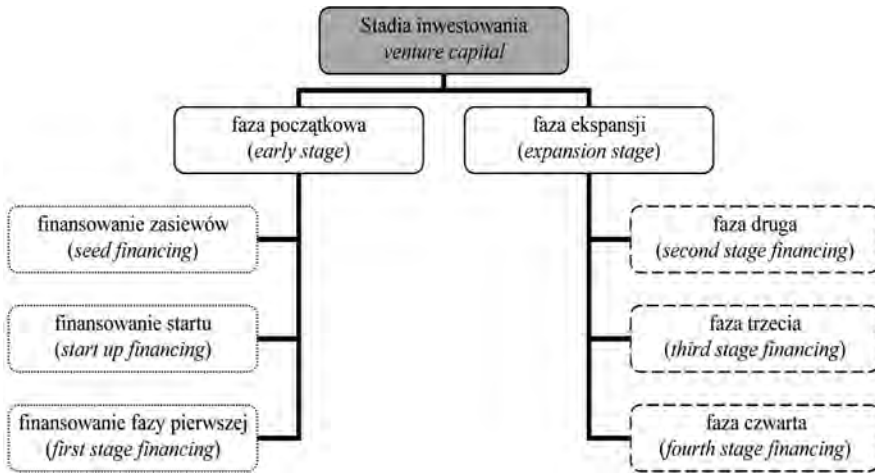 Stadia inwestowania
venture capital
faza początkowa
(early stage)
faza ekspansji
(expansion stage)
finansowanie zasiewów
(seed financing)
finansowanie startu
(start up financing)
finansowanie fazy pierwszej
(first stage financing)
faza druga
(second stage financing)
faza trzecia
(third stage financing)
faza czwarta
(fourth stage financing)